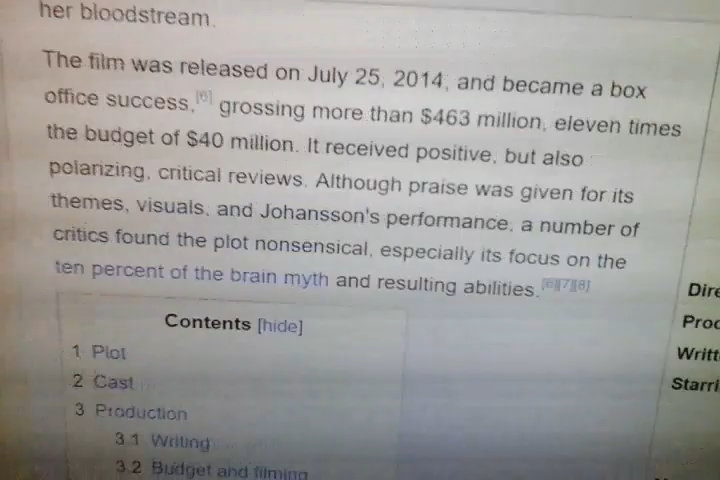 her bloodstream.
The film was released on July 25, 2014, and became a box
office success,[6] grossing more than $463 million, eleven times
the budget of $40 million. It received positive, but also
polarizing, critical reviews. Although praise was given for its
themes, visuals, and Johansson's performance, a number of
critics found the plot nonsensical, especially its focus on the
ten percent of the brain myth and resulting abilities.[6][7][8]
Contents [hide]
1 Plot
2 Cast
3 Production
3.1 Writing
3.2 Budget and filming
Dire
Proc
Writt
Starri